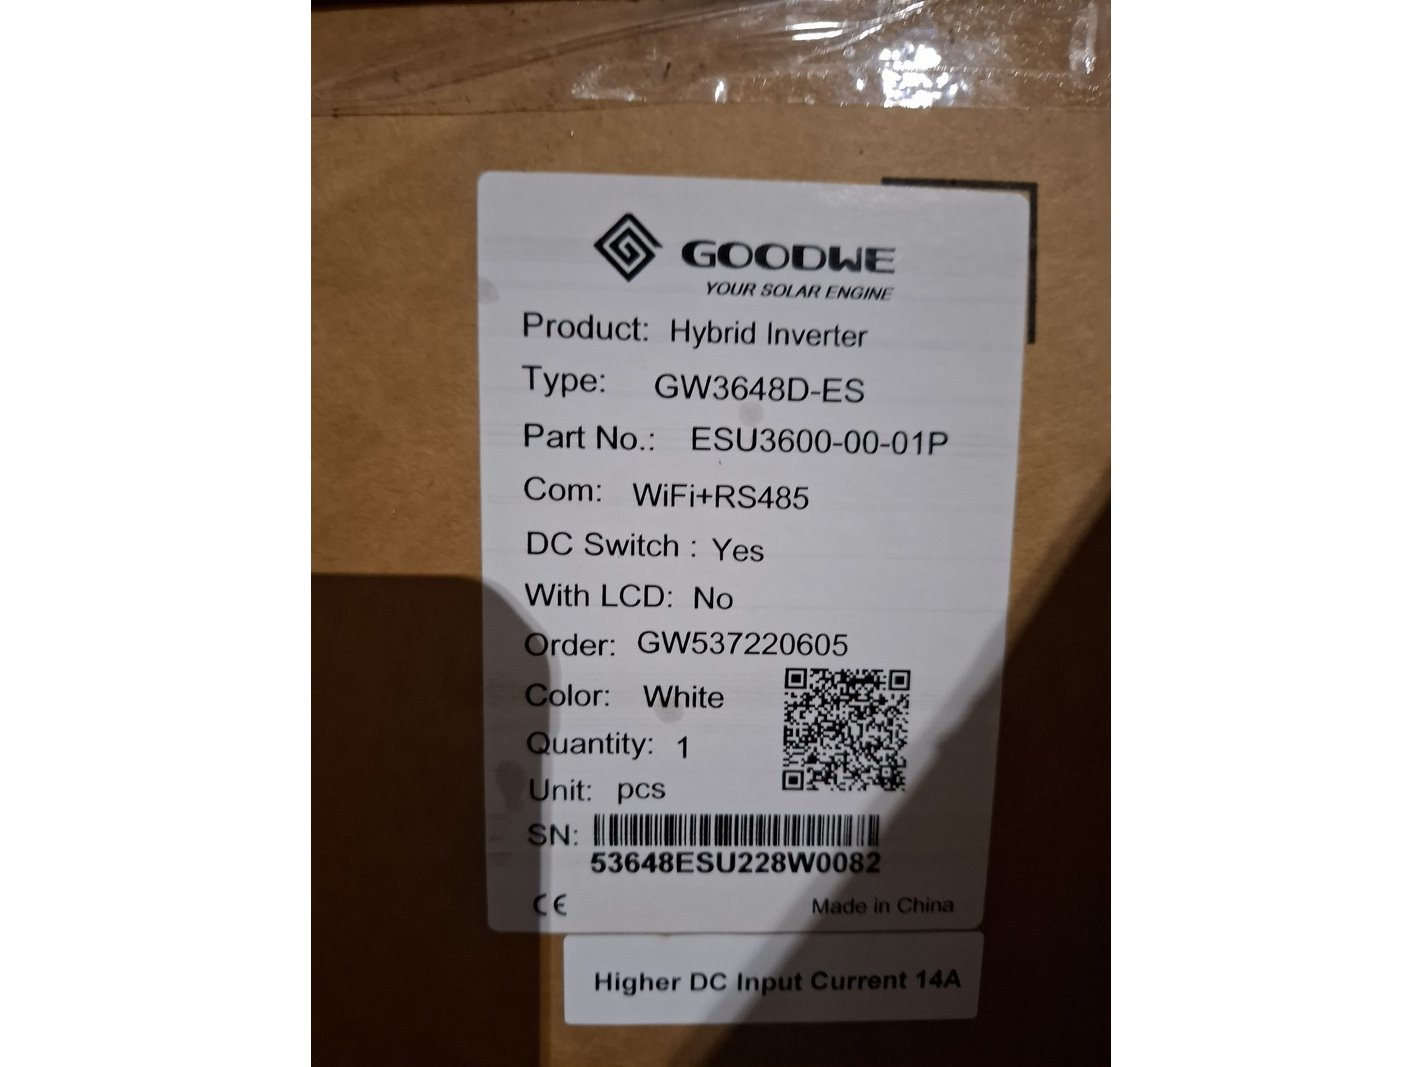 GOODWE
YOUR SOLAR ENGINE
Product: Hybrid Inverter
Type: GW3648D-ES
Part No.: ESU3600-00-01P
Com: WiFi+RS485
DC Switch : Yes
With LCD: No
Order: GW537220605
Color: White
Quantity: 1
Unit: pcs
SN:
53648ESU228W0082
CE Made in China
Higher DC Input Current 14A